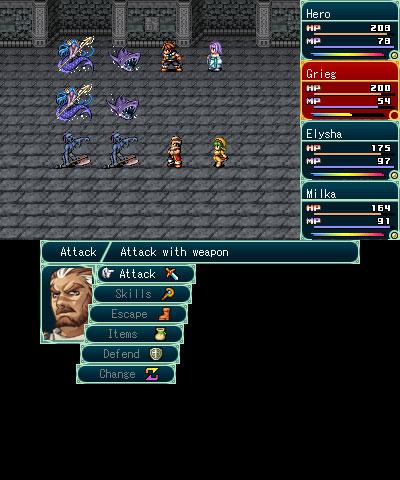 Hero
HP 208
MP 78
Grieg
HP 200
MP 54
Elysha
HP 175
MP 97
Milka
HP 164
MP 91
Attack / Attack with weapon
Attack
Skills
Escape
Items
Defend
Change